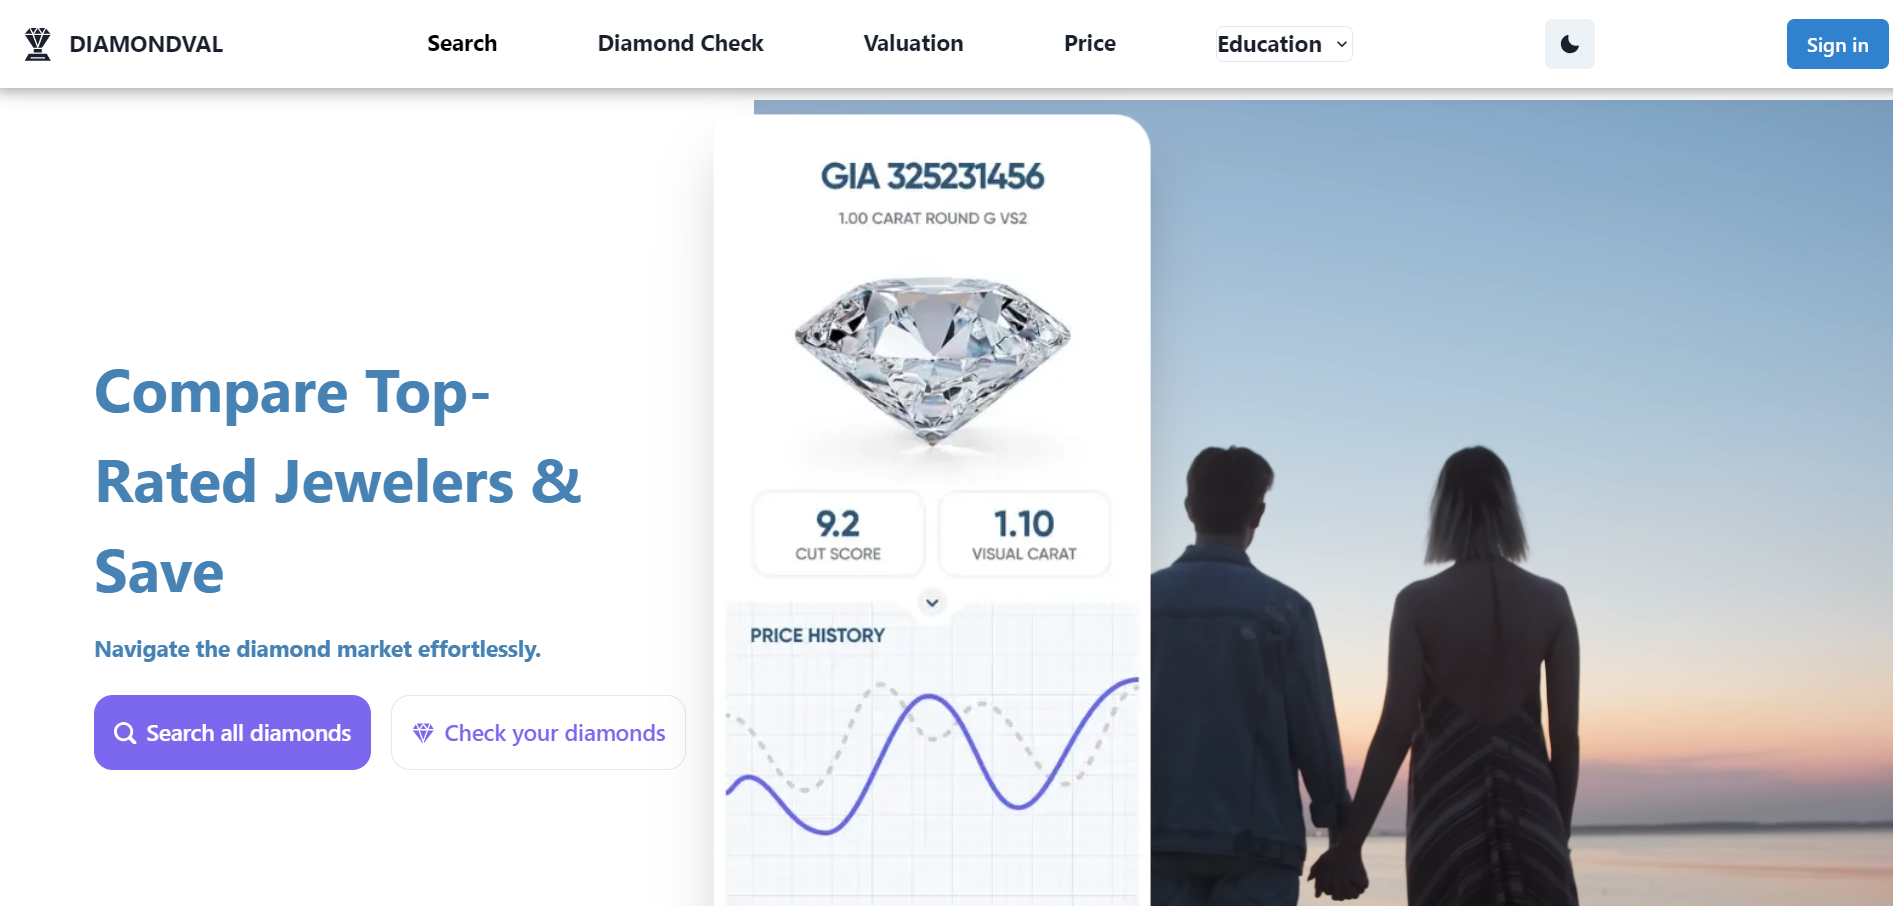 DIAMONDVAL
Search
Diamond Check
Valuation
Price
Education
Sign in
Compare Top-
Rated Jewelers &
Save
Navigate the diamond market effortlessly.
Search all diamonds
Check your diamonds
GIA 325231456
1.00 CARAT ROUND G VS2
9.2
CUT SCORE
1.10
VISUAL CARAT
PRICE HISTORY